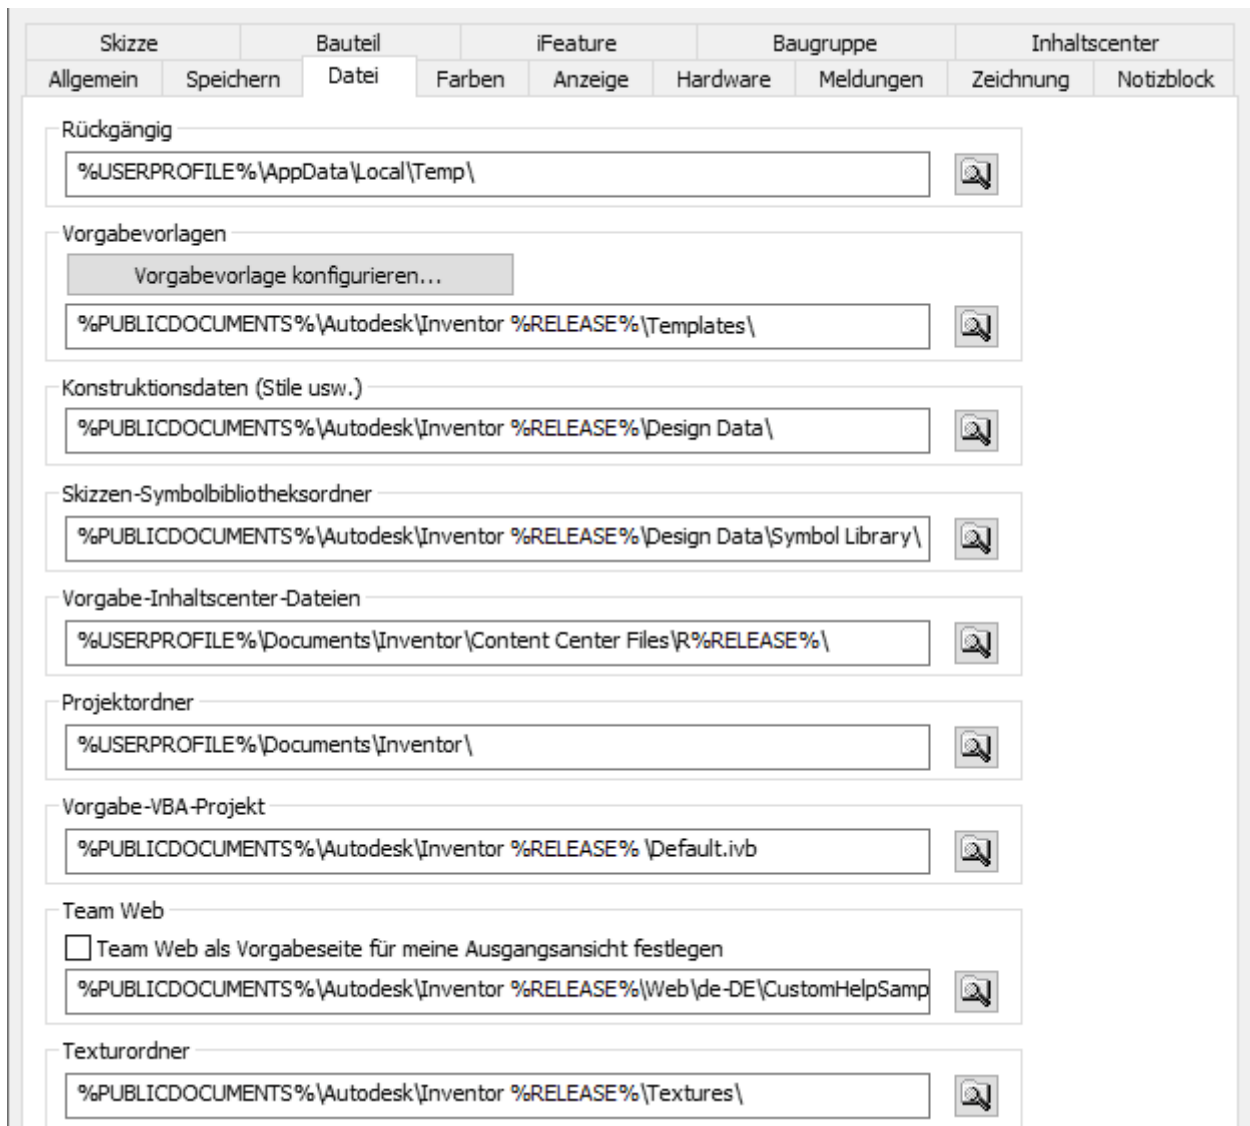 Skizze Bauteil iFeature Baugruppe Inhaltscenter
Allgemein Speichern Datei Farben Anzeige Hardware Meldungen Zeichnung Notizblock
Rückgängig
%USERPROFILE%\AppData\Local\Temp\
Vorgabevorlagen
Vorgabevorlage konfigurieren...
%PUBLICDOCUMENTS%\Autodesk\Inventor %RELEASE%\Templates\
Konstruktionsdaten (Stile usw.)
%PUBLICDOCUMENTS%\Autodesk\Inventor %RELEASE%\Design Data\
Skizzen-Symbolbibliotheksordner
%PUBLICDOCUMENTS%\Autodesk\Inventor %RELEASE%\Design Data\Symbol Library\
Vorgabe-Inhaltscenter-Dateien
%USERPROFILE%\Documents\Inventor\Content Center Files\R%RELEASE%\
Projektordner
%USERPROFILE%\Documents\Inventor\
Vorgabe-VBA-Projekt
%PUBLICDOCUMENTS%\Autodesk\Inventor %RELEASE% \Default.ivb
Team Web
Team Web als Vorgabeseite für meine Ausgangsansicht festlegen
%PUBLICDOCUMENTS%\Autodesk\Inventor %RELEASE%\Web\de-DE\CustomHelpSamp
Texturordner
%PUBLICDOCUMENTS%\Autodesk\Inventor %RELEASE%\Textures\